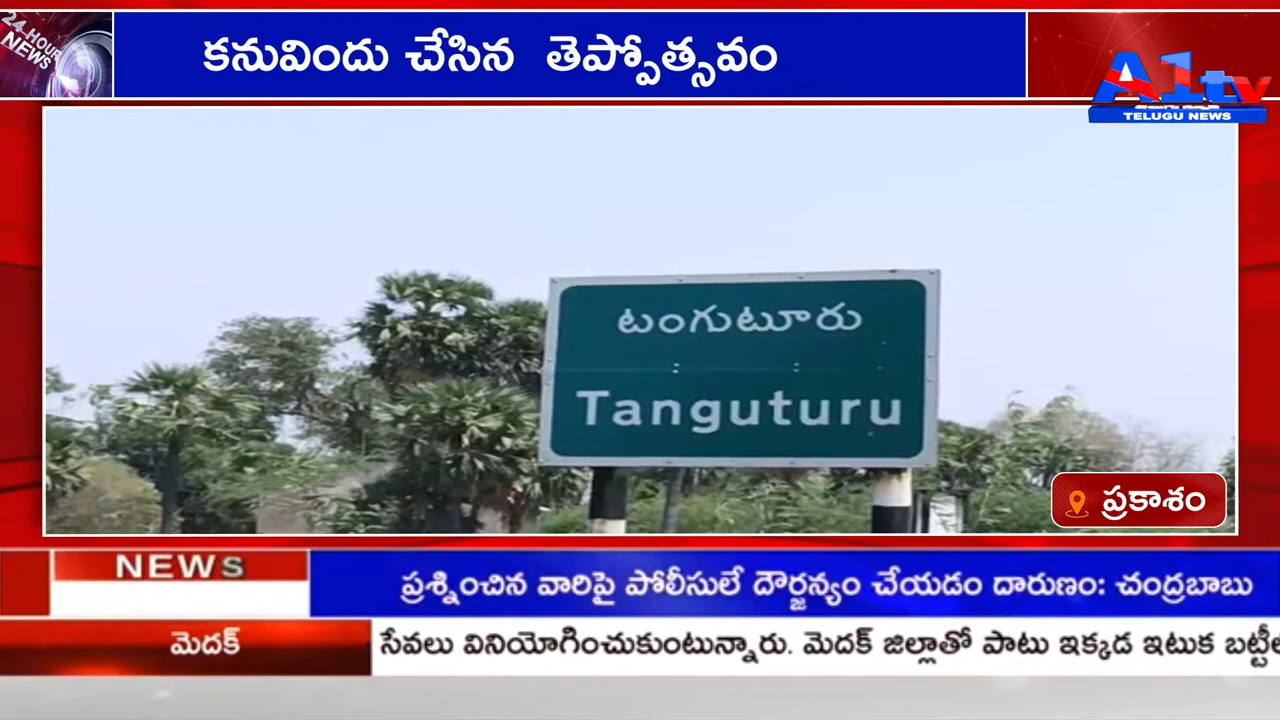 24 HOUR
NEWS
కనువిందు చేసిన తెప్పోత్సవం
A1tv
TELUGU NEWS
టంగుటూరు
Tanguturu
ప్రకాశం
NEWS
ప్రశ్నించిన వారిపై పోలీసులే దౌర్జన్యం చేయడం దారుణం: చంద్రబాబు
మెదక్
సేవలు వినియోగించుకుంటున్నారు. మెదక్ జిల్లాతో పాటు ఇక్కడ ఇటుక